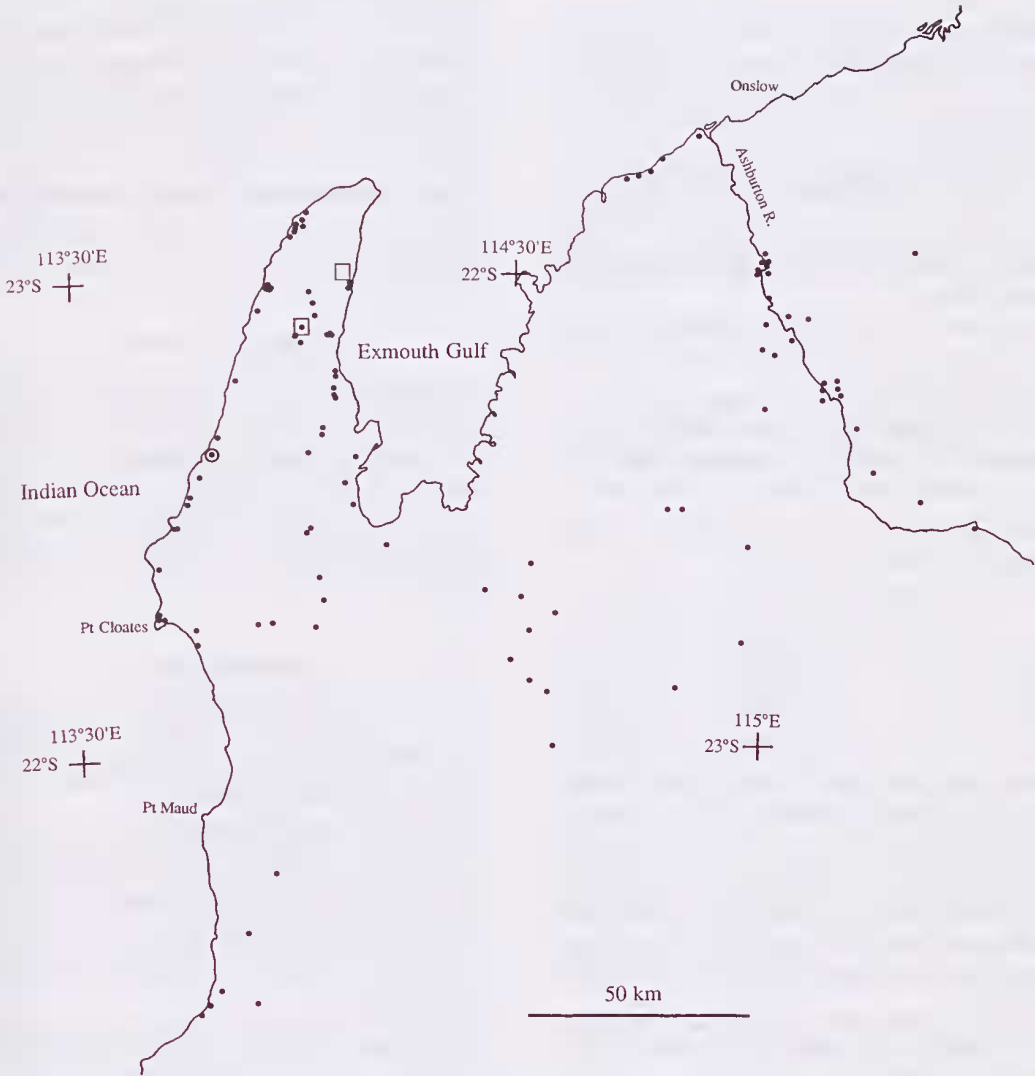 Onslow
Ashburton R.
113°30'E
23°S
114°30'E
22°S
Exmouth Gulf
Indian Ocean
Pt Cloates
113°30'E
22°S
115°E
23°S
Pt Maud
50 km